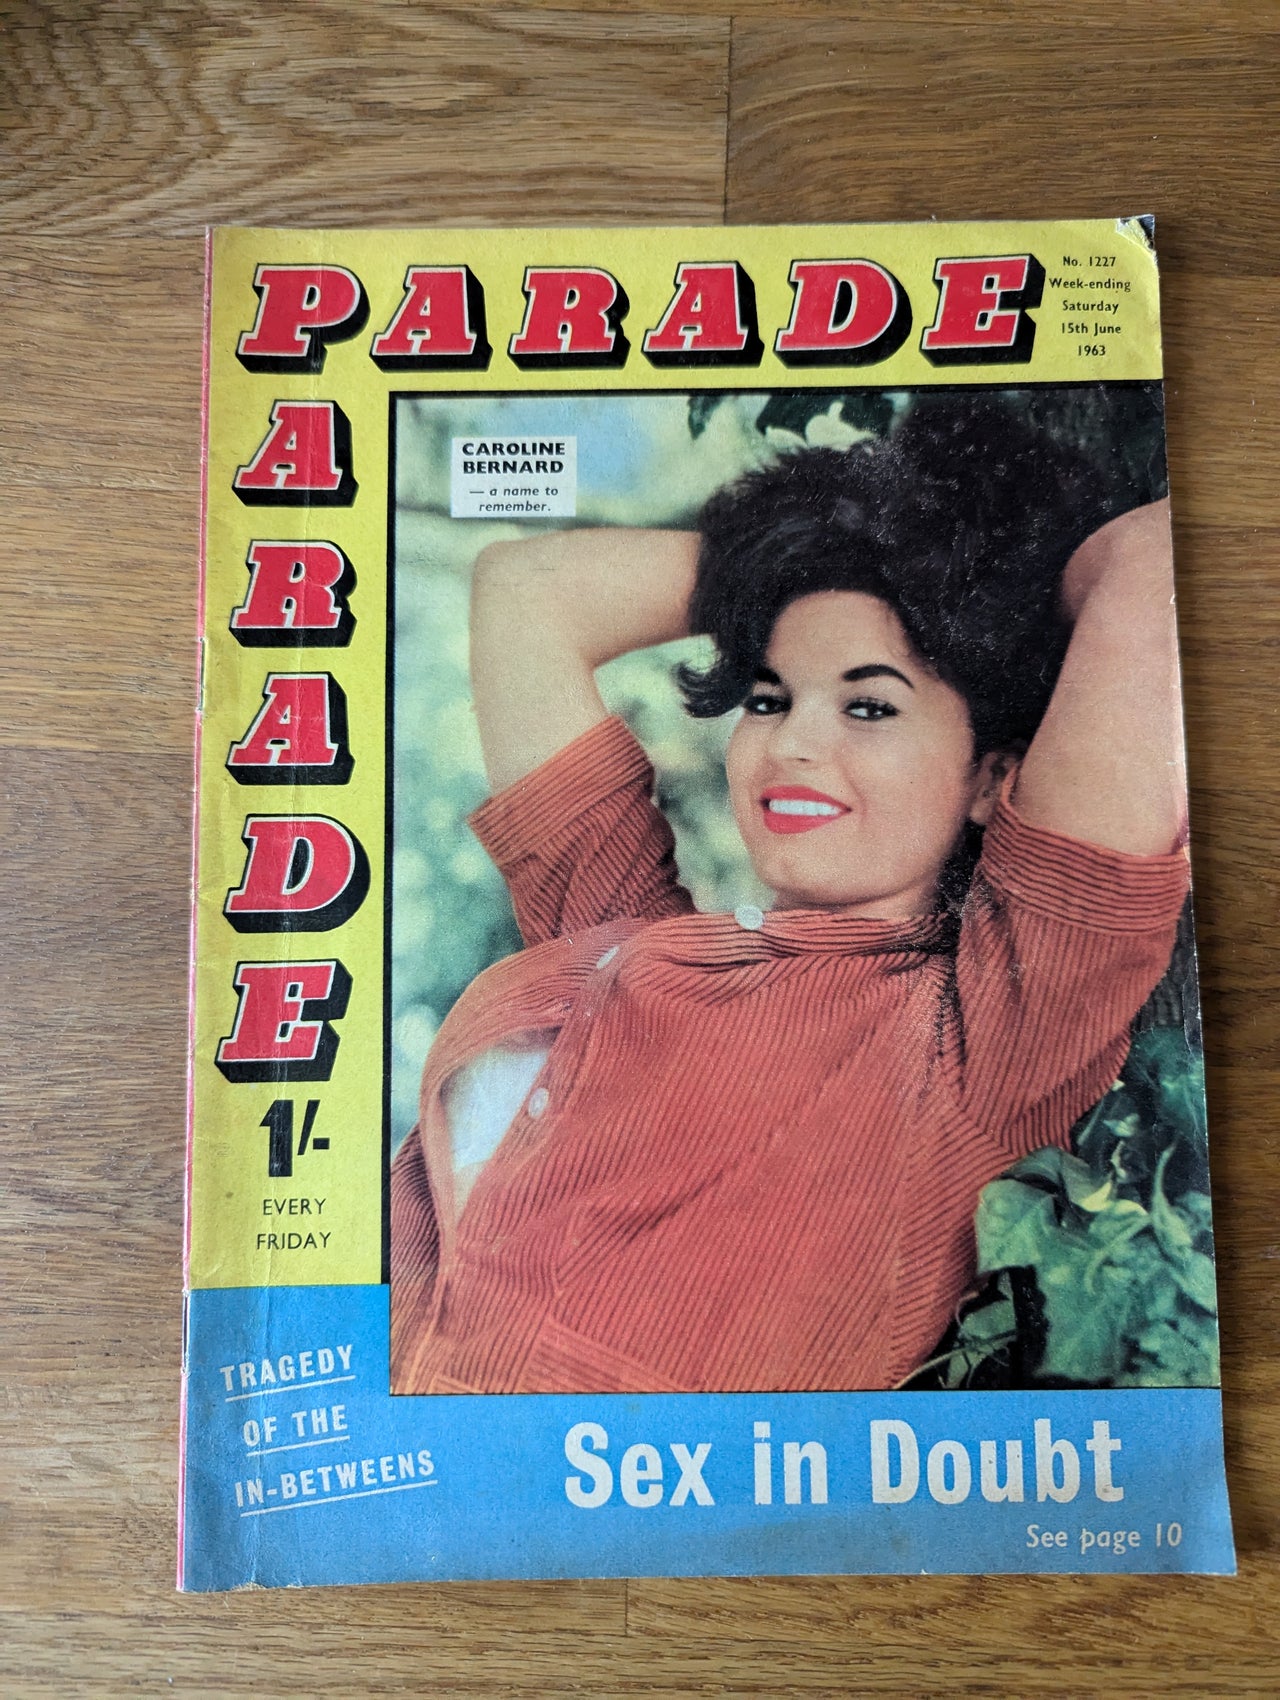 PARADE
No. 1227
Week-ending
Saturday
15th June
1963
PARADE
CAROLINE
BERNARD
— a name to
remember.
1/-
EVERY
FRIDAY
TRAGEDY
OF THE
IN-BETWEENS
Sex in Doubt
See page 10